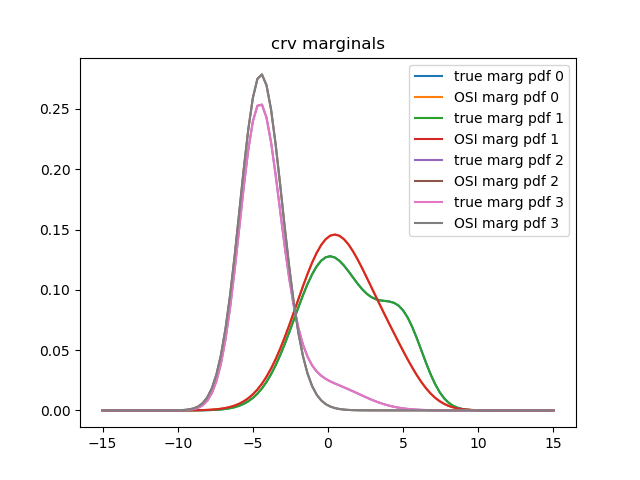 crv marginals
true marg pdf 0
OSI marg pdf 0
true marg pdf 1
OSI marg pdf 1
true marg pdf 2
OSI marg pdf 2
true marg pdf 3
OSI marg pdf 3
0.25
0.20
0.15
0.10
0.05
0.00
−15 −10 −5 0 5 10 15